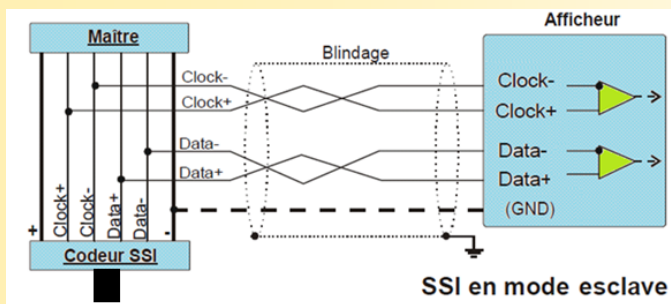 Afficheur
Maître
Blindage
Clock-
Clock+
Data-
Data+
Clock-
Clock+
Data-
Data+
(GND)
+
Clock+
Clock-
Data+
Data-
-
Codeur SSI
SSI en mode esclave